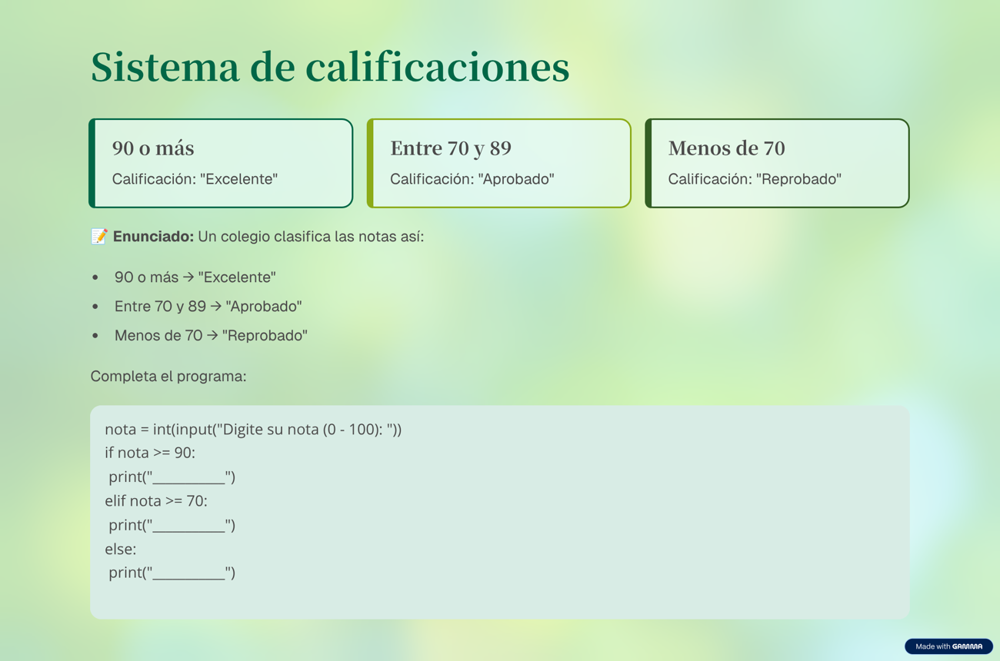 Sistema de calificaciones
90 o más
Calificación: "Excelente"
Entre 70 y 89
Calificación: "Aprobado"
Menos de 70
Calificación: "Reprobado"
📝 Enunciado: Un colegio clasifica las notas así:
• 90 o más → "Excelente"
• Entre 70 y 89 → "Aprobado"
• Menos de 70 → "Reprobado"
Completa el programa:
nota = int(input("Digite su nota (0 - 100): "))
if nota >= 90:
 print("__________")
elif nota >= 70:
 print("__________")
else:
 print("__________")
Made with GAMMA